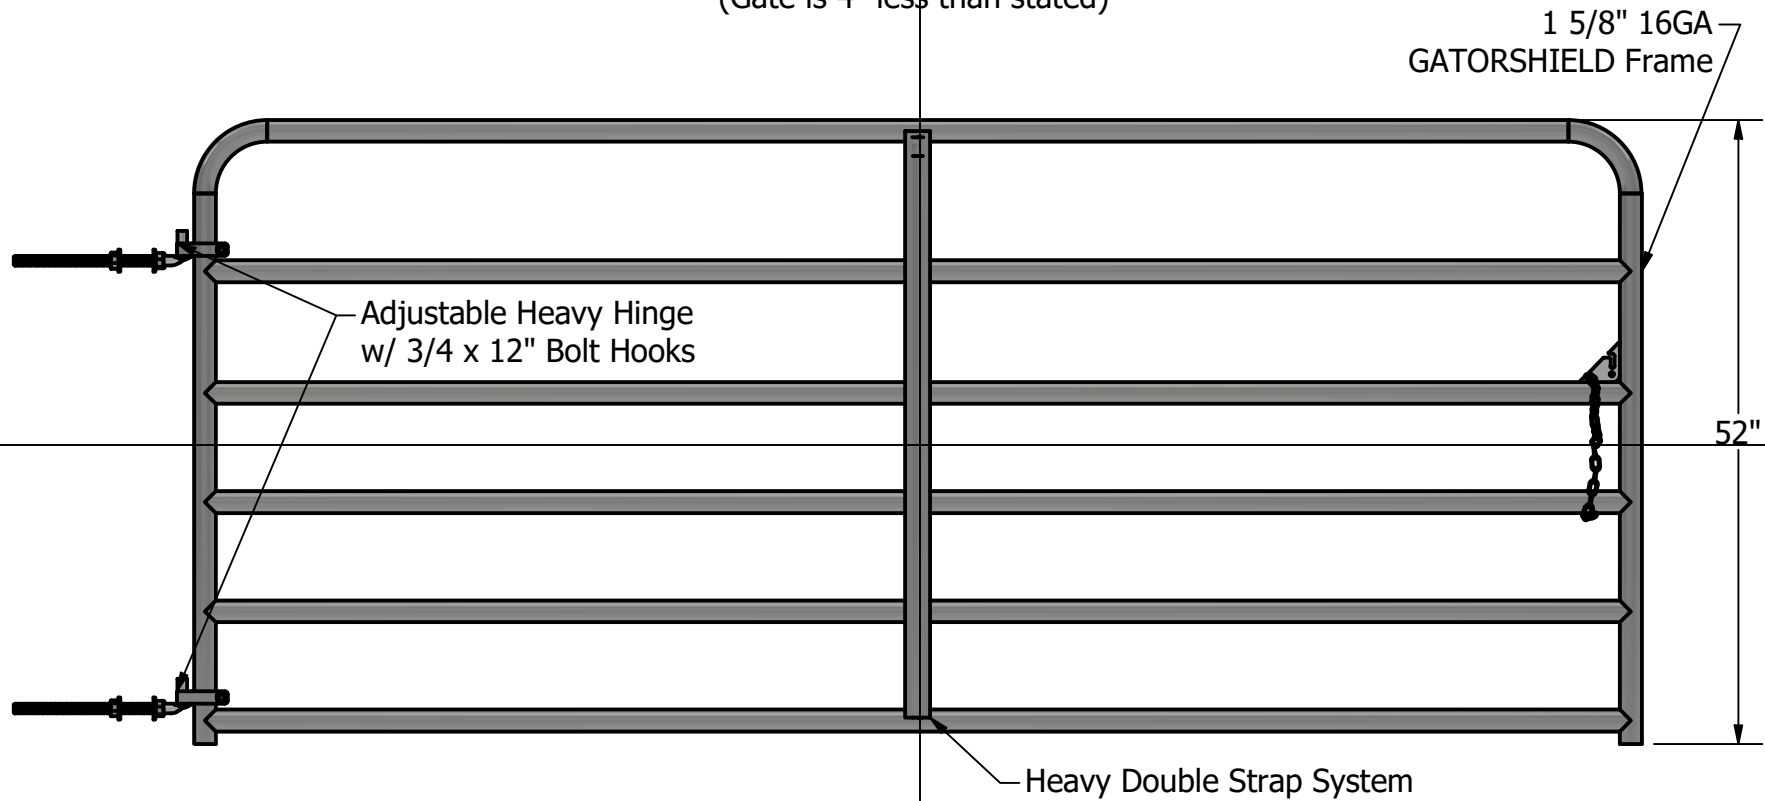 (Gate is 4" less than stated)
1 5/8" 16GA
GATORSHIELD Frame
Adjustable Heavy Hinge
w/ 3/4 x 12" Bolt Hooks
52"
Heavy Double Strap System